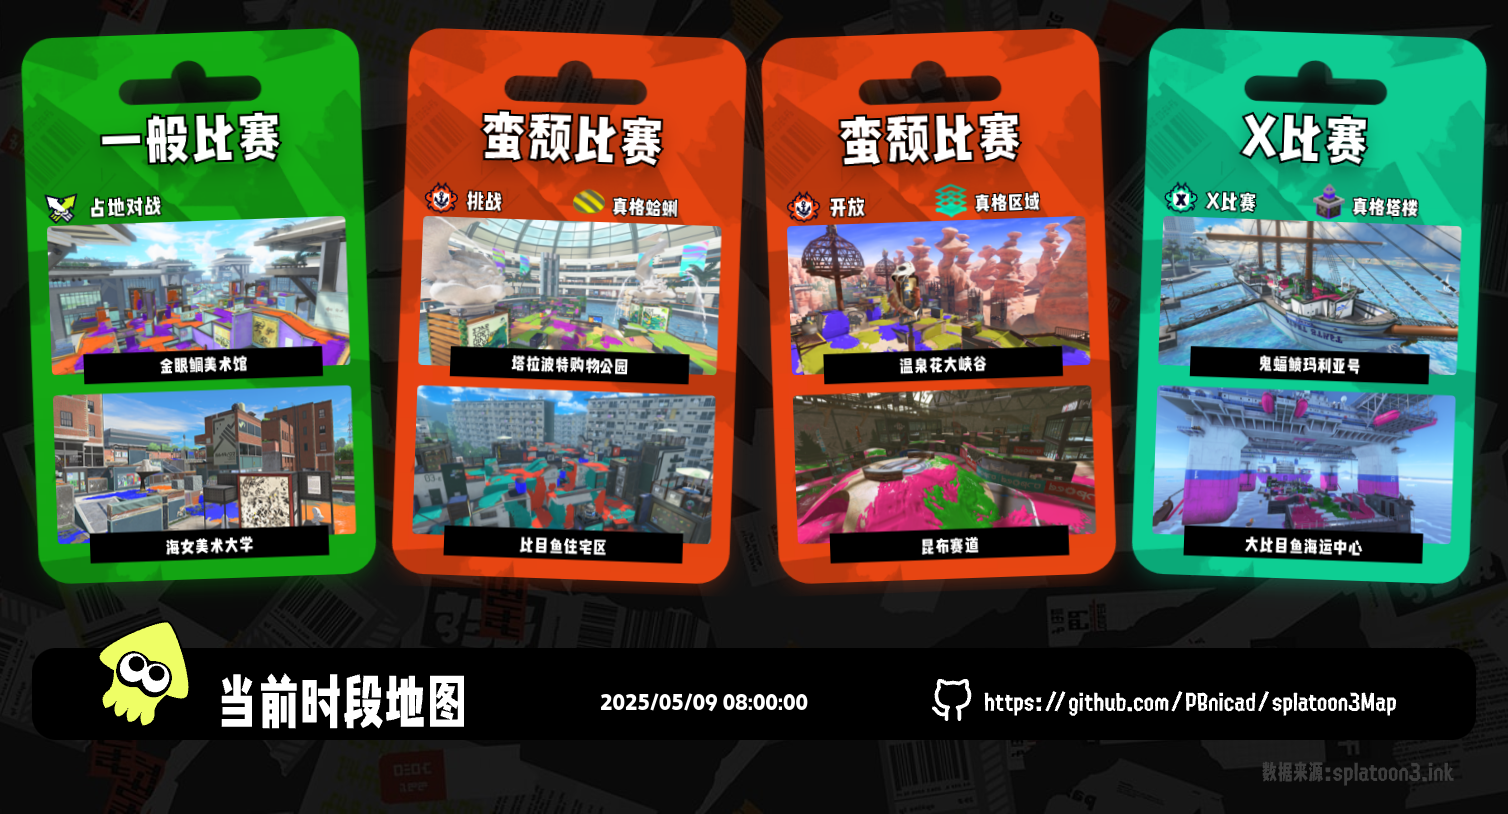 一般比赛
占地对战
金眼鲷美术馆
海女美术大学
蛮颓比赛
挑战
真格蛤蜊
塔拉波特购物公园
比目鱼住宅区
蛮颓比赛
开放
真格区域
温泉花大峡谷
昆布赛道
X比赛
X比赛
真格塔楼
鬼蝠鲼玛利亚号
大比目鱼海运中心
当前时段地图
2025/05/09 08:00:00
https://github.com/PBnicad/splatoon3Map
数据来源:splatoon3.ink